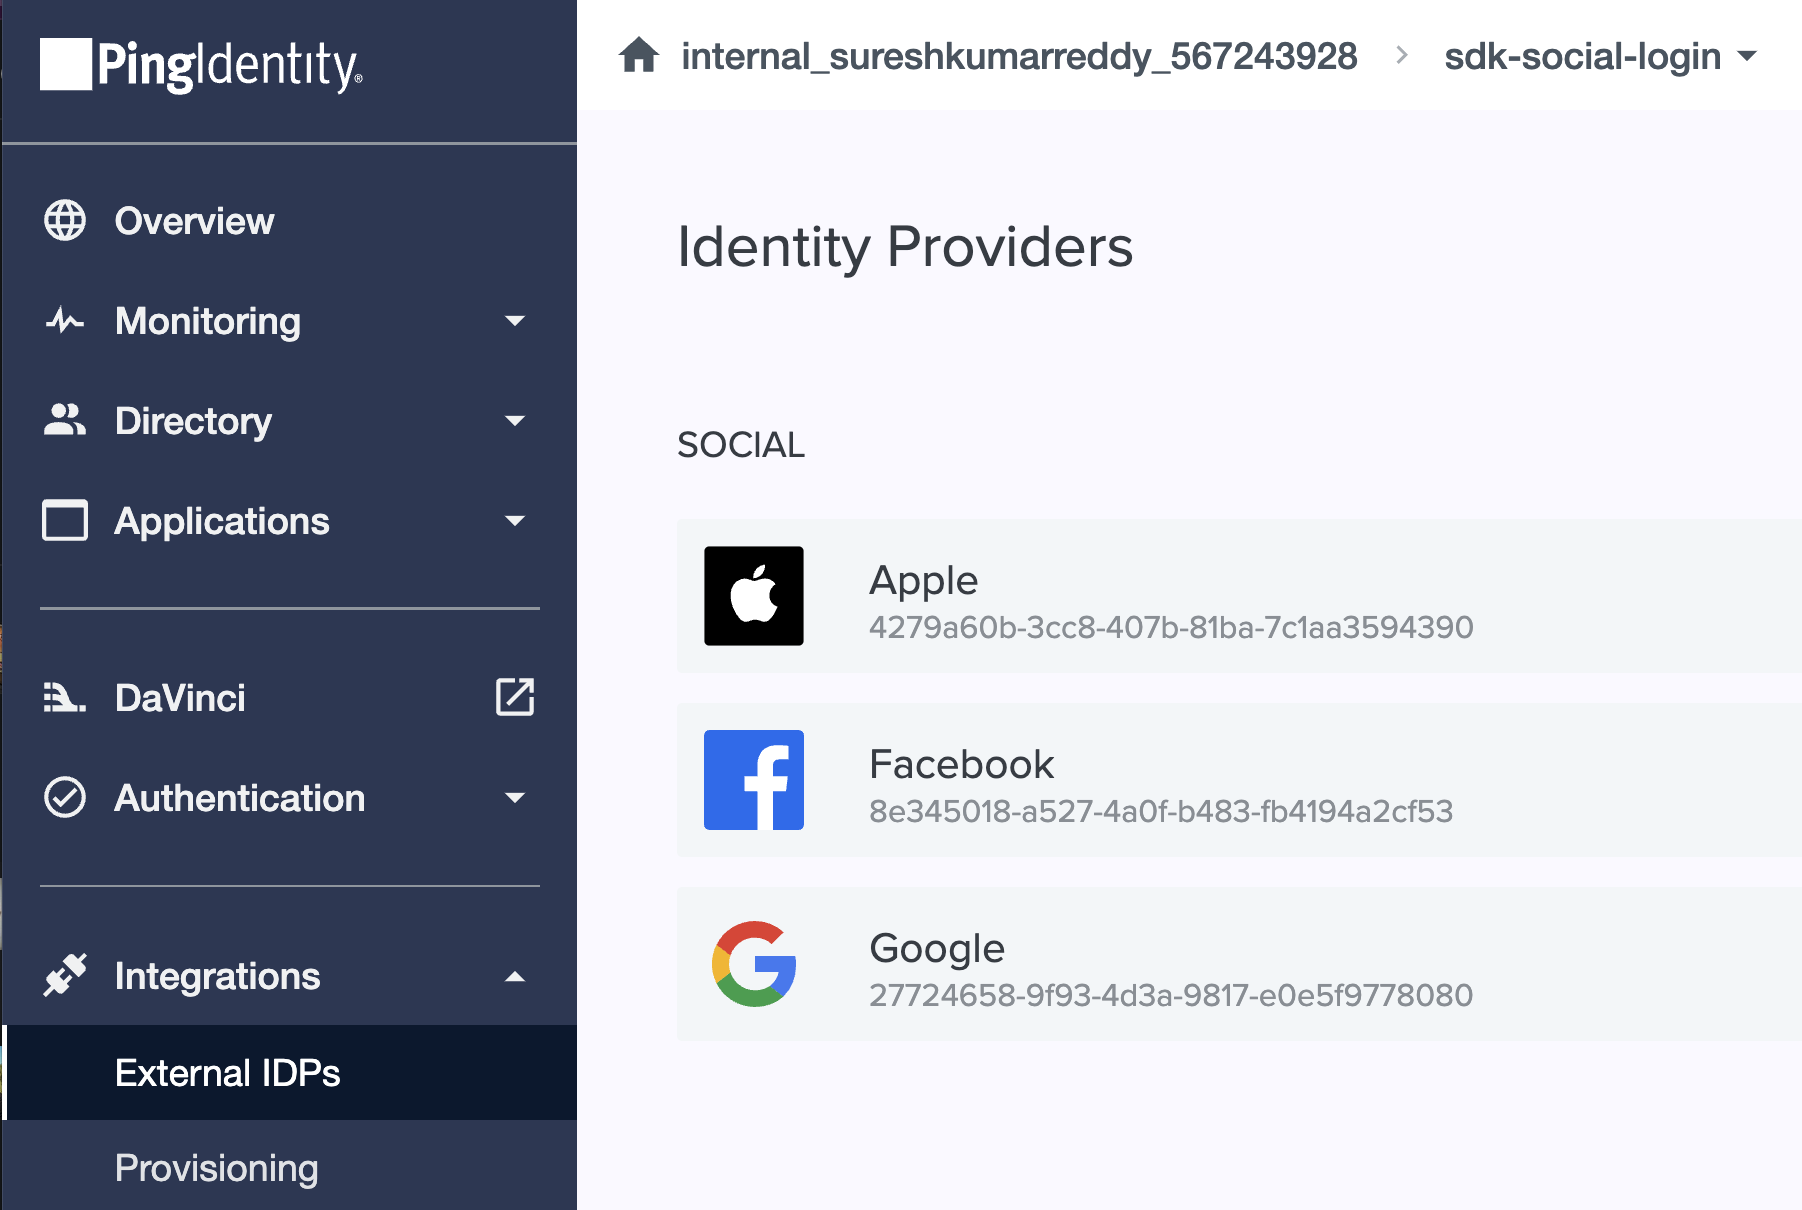 PingIdentity®
internal_sureshkumarreddy_567243928 > sdk-social-login
Overview
Monitoring
Directory
Applications
DaVinci
Authentication
Integrations
External IDPs
Provisioning
Identity Providers
SOCIAL
Apple
4279a60b-3cc8-407b-81ba-7c1aa3594390
Facebook
8e345018-a527-4a0f-b483-fb4194a2cf53
Google
27724658-9f93-4d3a-9817-e0e5f9778080